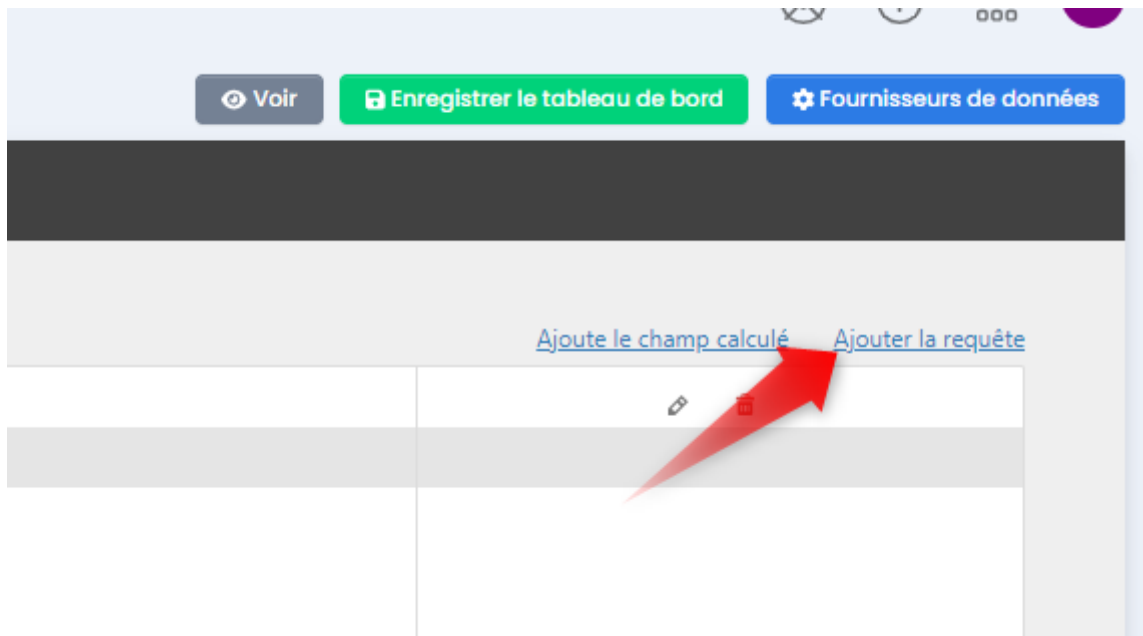 Voir
Enregistrer le tableau de bord
Fournisseurs de données
Ajoute le champ calculé
Ajouter la requête